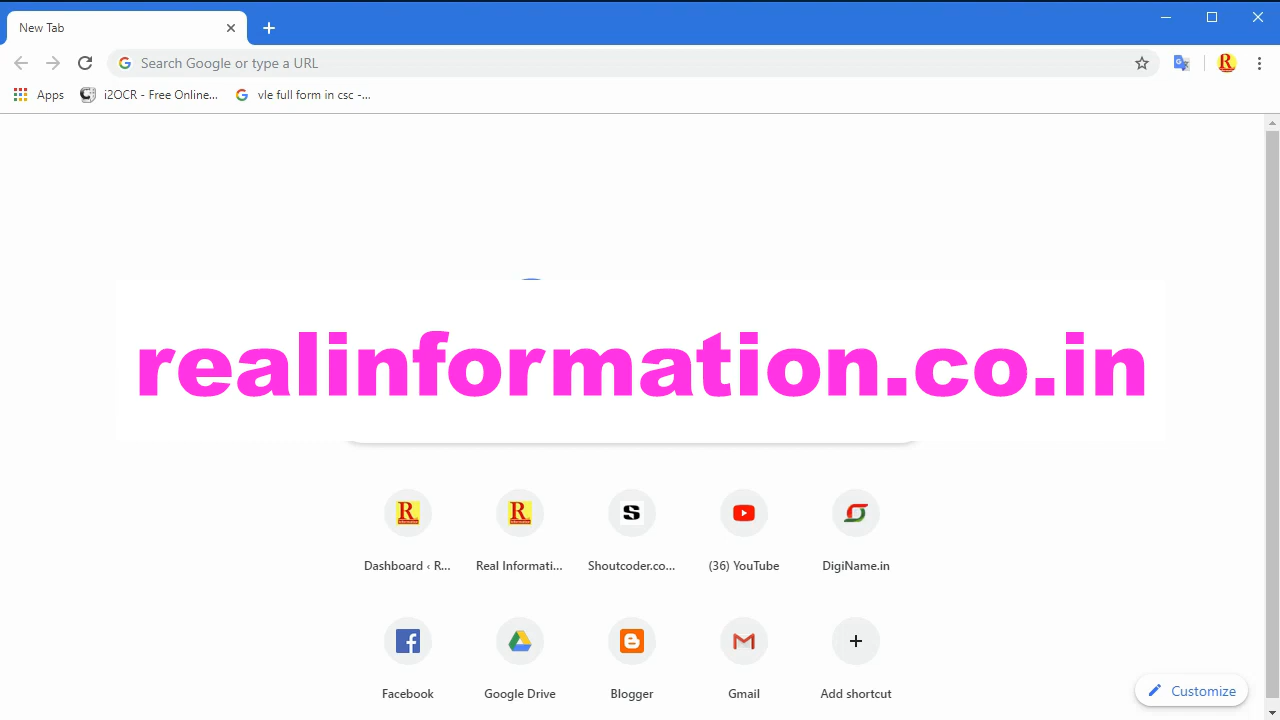 New Tab
Search Google or type a URL
Apps
i2OCR - Free Online...
vle full form in csc -...
realinformation.co.in
Dashboard ‹ R...
Real Informati...
Shoutcoder.co...
(36) YouTube
DigiName.in
Facebook
Google Drive
Blogger
Gmail
Add shortcut
Customize